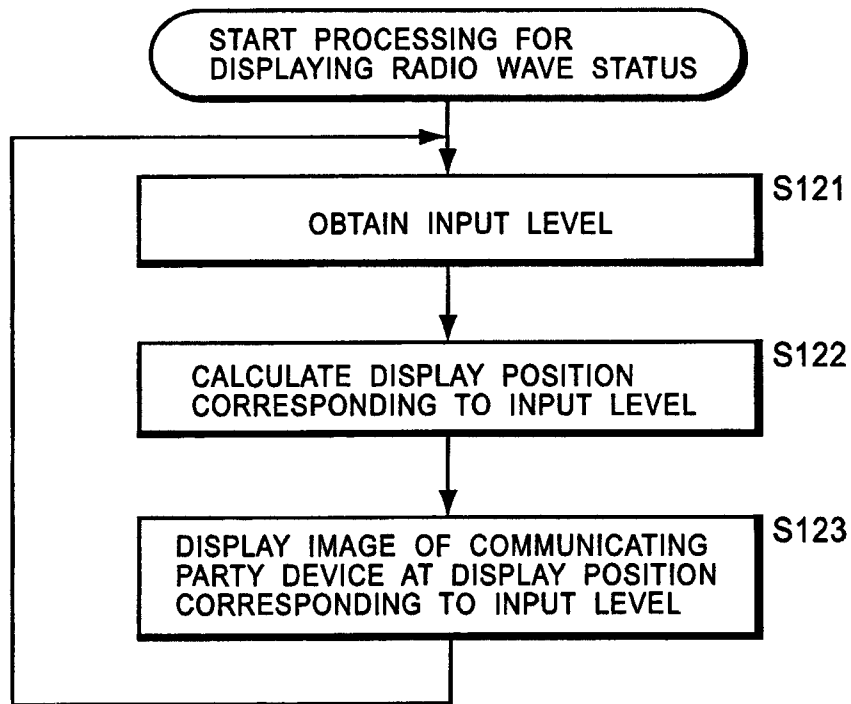 START PROCESSING FOR
DISPLAYING RADIO WAVE STATUS
S121
OBTAIN INPUT LEVEL
S122
CALCULATE DISPLAY POSITION
CORRESPONDING TO INPUT LEVEL
S123
DISPLAY IMAGE OF COMMUNICATING
PARTY DEVICE AT DISPLAY POSITION
CORRESPONDING TO INPUT LEVEL